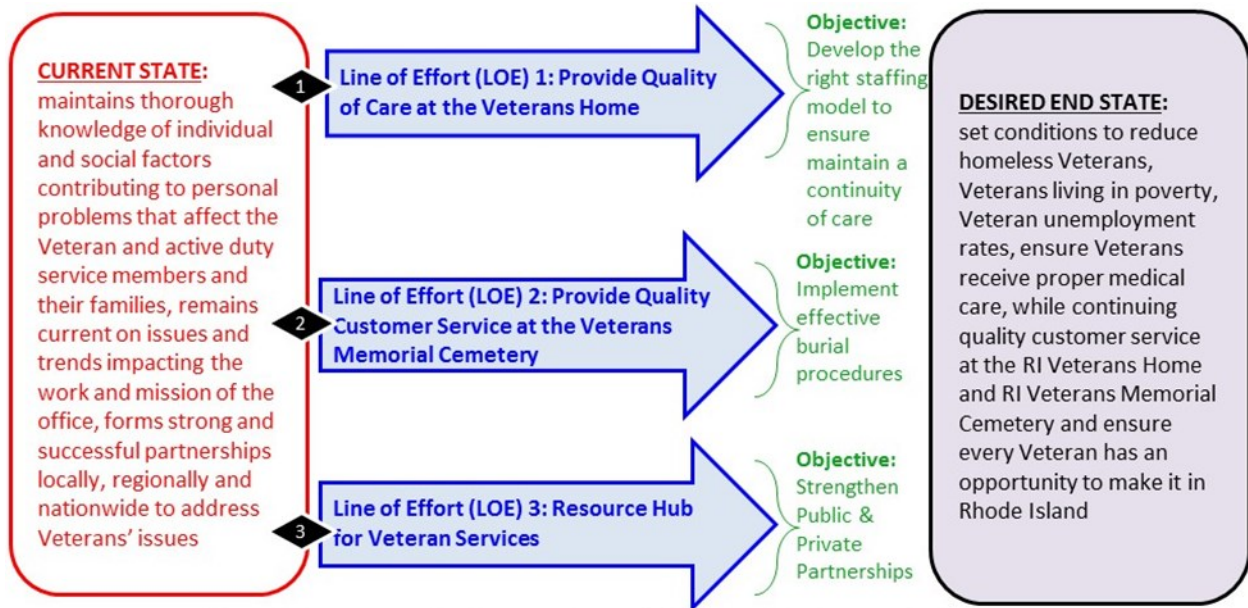 CURRENT STATE:
maintains thorough
knowledge of individual
and social factors
contributing to personal
problems that affect the
Veteran and active duty
service members and
their families, remains
current on issues and
trends impacting the
work and mission of the
office, forms strong and
successful partnerships
locally, regionally and
nationwide to address
Veterans' issues
1
Line of Effort (LOE) 1: Provide Quality
of Care at the Veterans Home
Objective:
Develop the
right staffing
model to
ensure
maintain a
continuity
of care
2
Line of Effort (LOE) 2: Provide Quality
Customer Service at the Veterans
Memorial Cemetery
Objective:
Implement
effective
burial
procedures
3
Line of Effort (LOE) 3: Resource Hub
for Veteran Services
Objective:
Strengthen
Public &
Private
Partnerships
DESIRED END STATE:
set conditions to reduce
homeless Veterans,
Veterans living in poverty,
Veteran unemployment
rates, ensure Veterans
receive proper medical
care, while continuing
quality customer service
at the RI Veterans Home
and RI Veterans Memorial
Cemetery and ensure
every Veteran has an
opportunity to make it in
Rhode Island